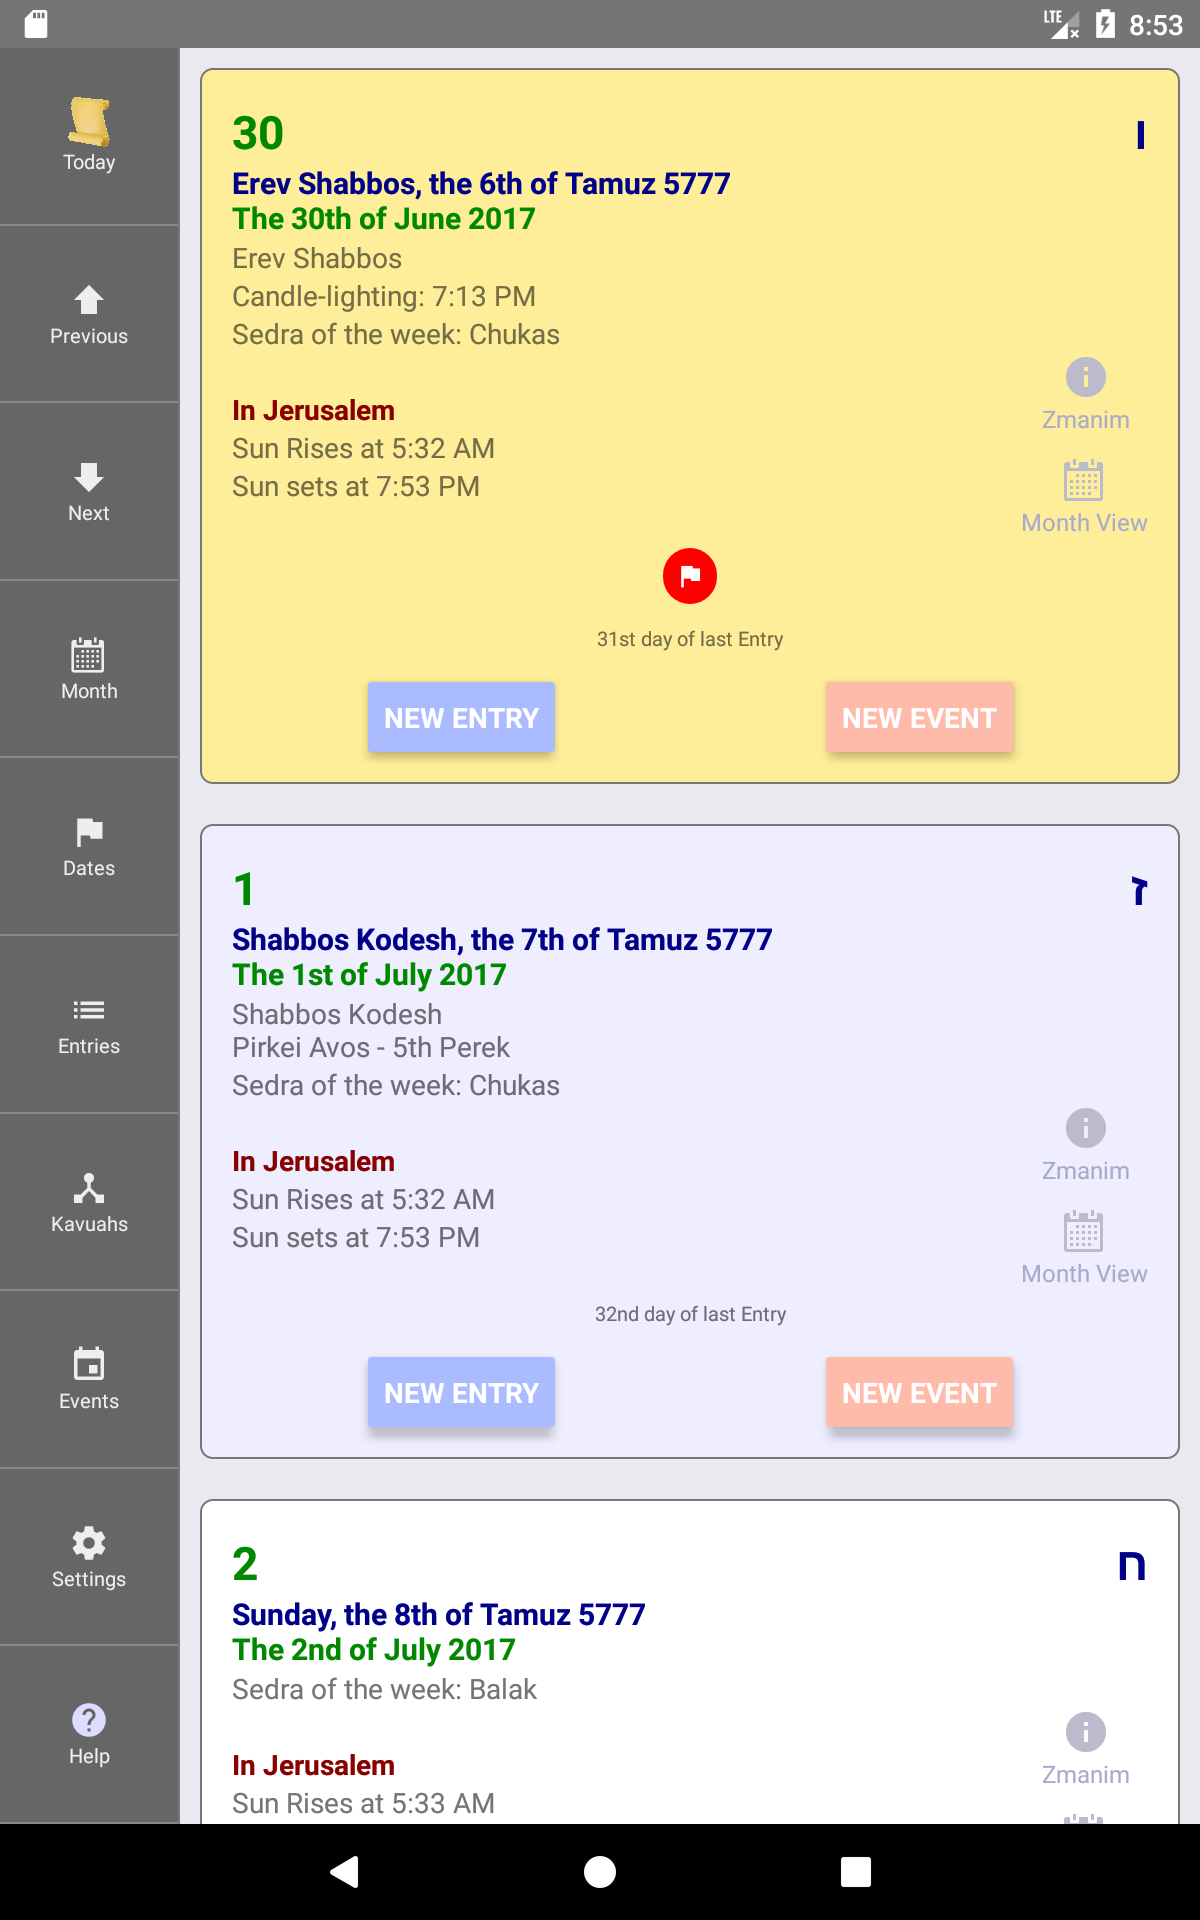 LTE 8:53
Today
Previous
Next
Month
Dates
Entries
Kavuahs
Events
Settings
Help
30 ו
Erev Shabbos, the 6th of Tamuz 5777
The 30th of June 2017
Erev Shabbos
Candle-lighting: 7:13 PM
Sedra of the week: Chukas
In Jerusalem
Sun Rises at 5:32 AM
Sun sets at 7:53 PM
Zmanim
Month View
31st day of last Entry
NEW ENTRY NEW EVENT
1 ז
Shabbos Kodesh, the 7th of Tamuz 5777
The 1st of July 2017
Shabbos Kodesh
Pirkei Avos - 5th Perek
Sedra of the week: Chukas
In Jerusalem
Sun Rises at 5:32 AM
Sun sets at 7:53 PM
Zmanim
Month View
32nd day of last Entry
NEW ENTRY NEW EVENT
2 ח
Sunday, the 8th of Tamuz 5777
The 2nd of July 2017
Sedra of the week: Balak
In Jerusalem
Sun Rises at 5:33 AM
Zmanim